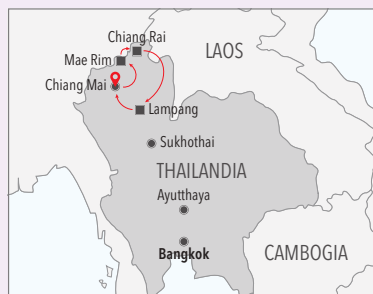 Chiang Rai
LAOS
Mae Rim
Chiang Mai
Lampang
Sukhothai
THAILANDIA
Ayutthaya
Bangkok
CAMBOGIA